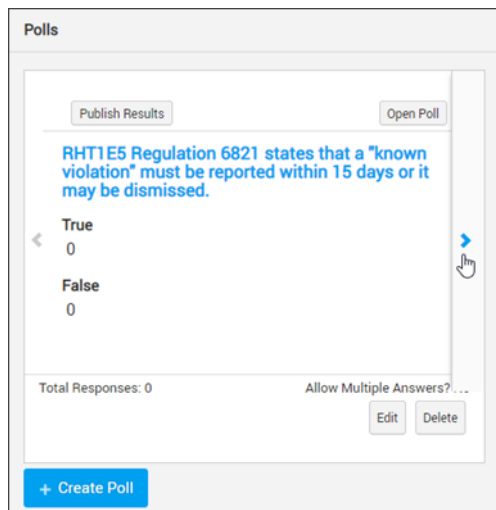 Polls
Publish Results
Open Poll
RHT1E5 Regulation 6821 states that a "known
violation" must be reported within 15 days or it
may be dismissed.
True
0
False
0
Total Responses: 0
Allow Multiple Answers?
Edit
Delete
+ Create Poll